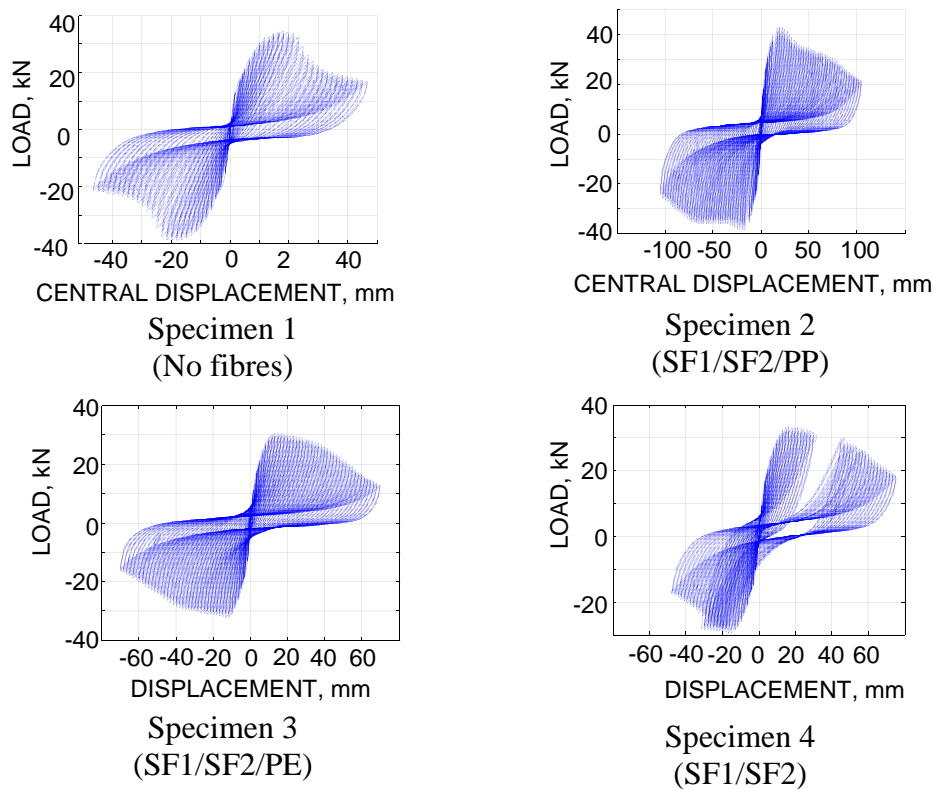 LOAD, kN
40
20
0
-20
-40
-40 -20 0 2 40
CENTRAL DISPLACEMENT, mm
Specimen 1
(No fibres)
LOAD, kN
40
20
0
-20
-40
-100 -50 0 50 100
CENTRAL DISPLACEMENT, mm
Specimen 2
(SF1/SF2/PP)
LOAD, kN
40
20
0
-20
-40
-60 -40 -20 0 20 40 60
DISPLACEMENT, mm
Specimen 3
(SF1/SF2/PE)
LOAD, kN
40
20
0
-20
-60 -40 -20 0 20 40 60
DISPLACEMENT, mm
Specimen 4
(SF1/SF2)